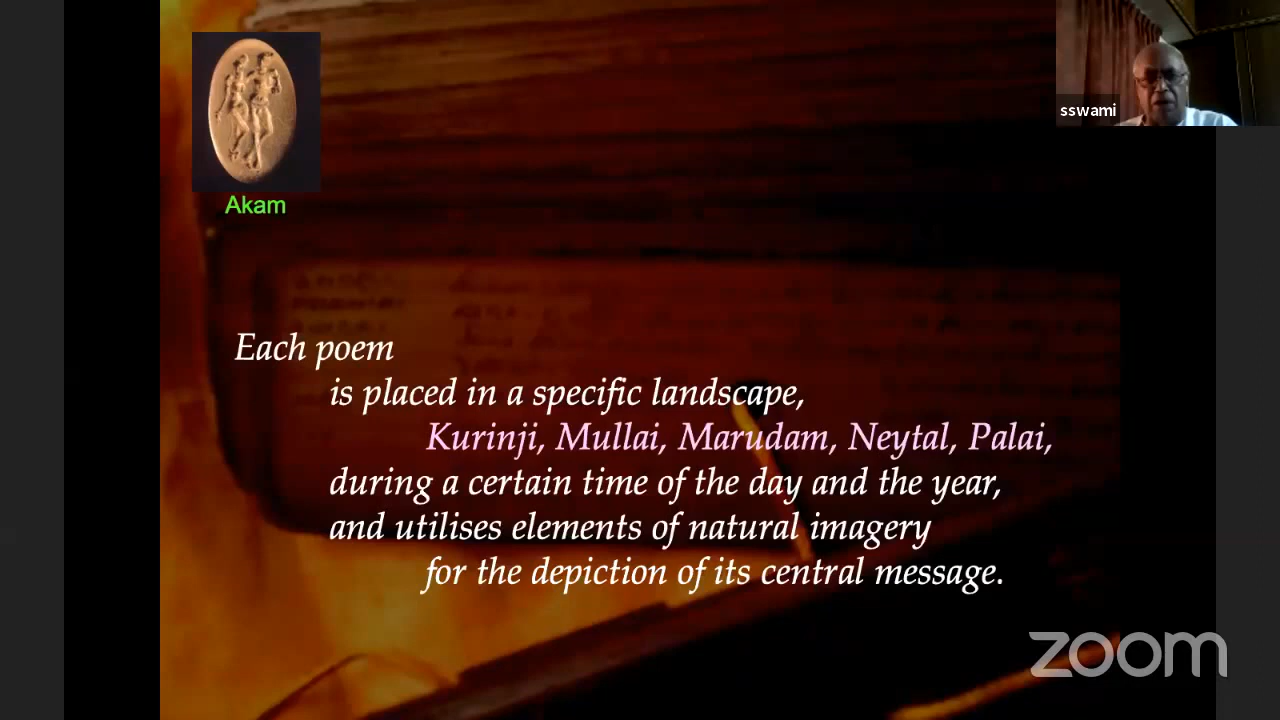 sswami
Akam
Each poem
is placed in a specific landscape,
Kurinji, Mullai, Marudam, Neytal, Palai,
during a certain time of the day and the year,
and utilises elements of natural imagery
for the depiction of its central message.
zoom